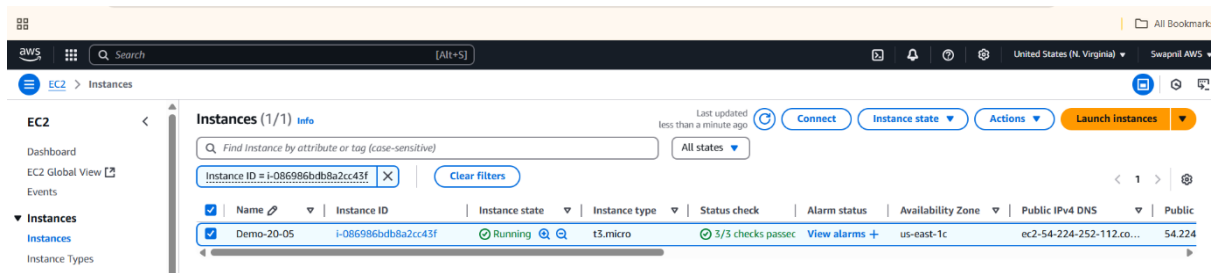 All Bookmark
aws Search [Alt+S] United States (N. Virginia) Swapnil AWS
EC2 > Instances
EC2
Dashboard
EC2 Global View
Events
Instances
Instances
Instance Types
Instances (1/1) Info
Last updated
less than a minute ago
Connect Instance state Actions Launch instances
Find Instance by attribute or tag (case-sensitive) All states
Instance ID = i-086986bdb8a2cc43f Clear filters
1
Name Instance ID Instance state Instance type Status check Alarm status Availability Zone Public IPv4 DNS Public
Demo-20-05 i-086986bdb8a2cc43f Running t3.micro 3/3 checks passec View alarms + us-east-1c ec2-54-224-252-112.co... 54.224